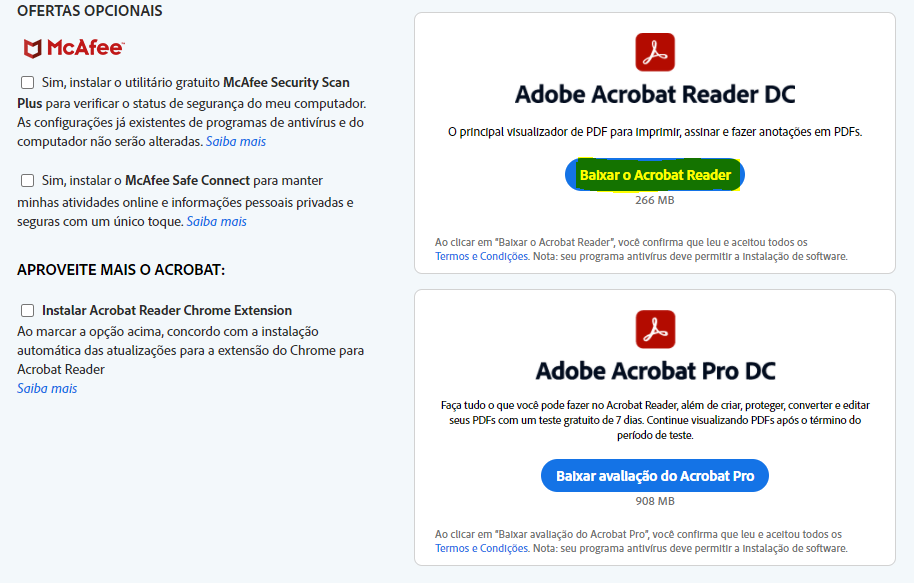 OFERTAS OPCIONAIS
McAfee
Sim, instalar o utilitário gratuito McAfee Security Scan
Plus para verificar o status de segurança do meu computador.
As configurações já existentes de programas de antivírus e do
computador não serão alteradas. Saiba mais
Sim, instalar o McAfee Safe Connect para manter
minhas atividades online e informações pessoais privadas e
seguras com um único toque. Saiba mais
APROVEITE MAIS O ACROBAT:
Instalar Acrobat Reader Chrome Extension
Ao marcar a opção acima, concordo com a instalação
automática das atualizações para a extensão do Chrome para
Acrobat Reader
Saiba mais
Adobe Acrobat Reader DC
O principal visualizador de PDF para imprimir, assinar e fazer anotações em PDFs.
Baixar o Acrobat Reader
266 MB
Ao clicar em "Baixar o Acrobat Reader", você confirma que leu e aceitou todos os
Termos e Condições. Nota: seu programa antivírus deve permitir a instalação de software.
Adobe Acrobat Pro DC
Faça tudo o que você pode fazer no Acrobat Reader, além de criar, proteger, converter e editar
seus PDFs com um teste gratuito de 7 dias. Continue visualizando PDFs após o término do
período de teste.
Baixar avaliação do Acrobat Pro
908 MB
Ao clicar em "Baixar avaliação do Acrobat Pro", você confirma que leu e aceitou todos os
Termos e Condições. Nota: seu programa antivírus deve permitir a instalação de software.